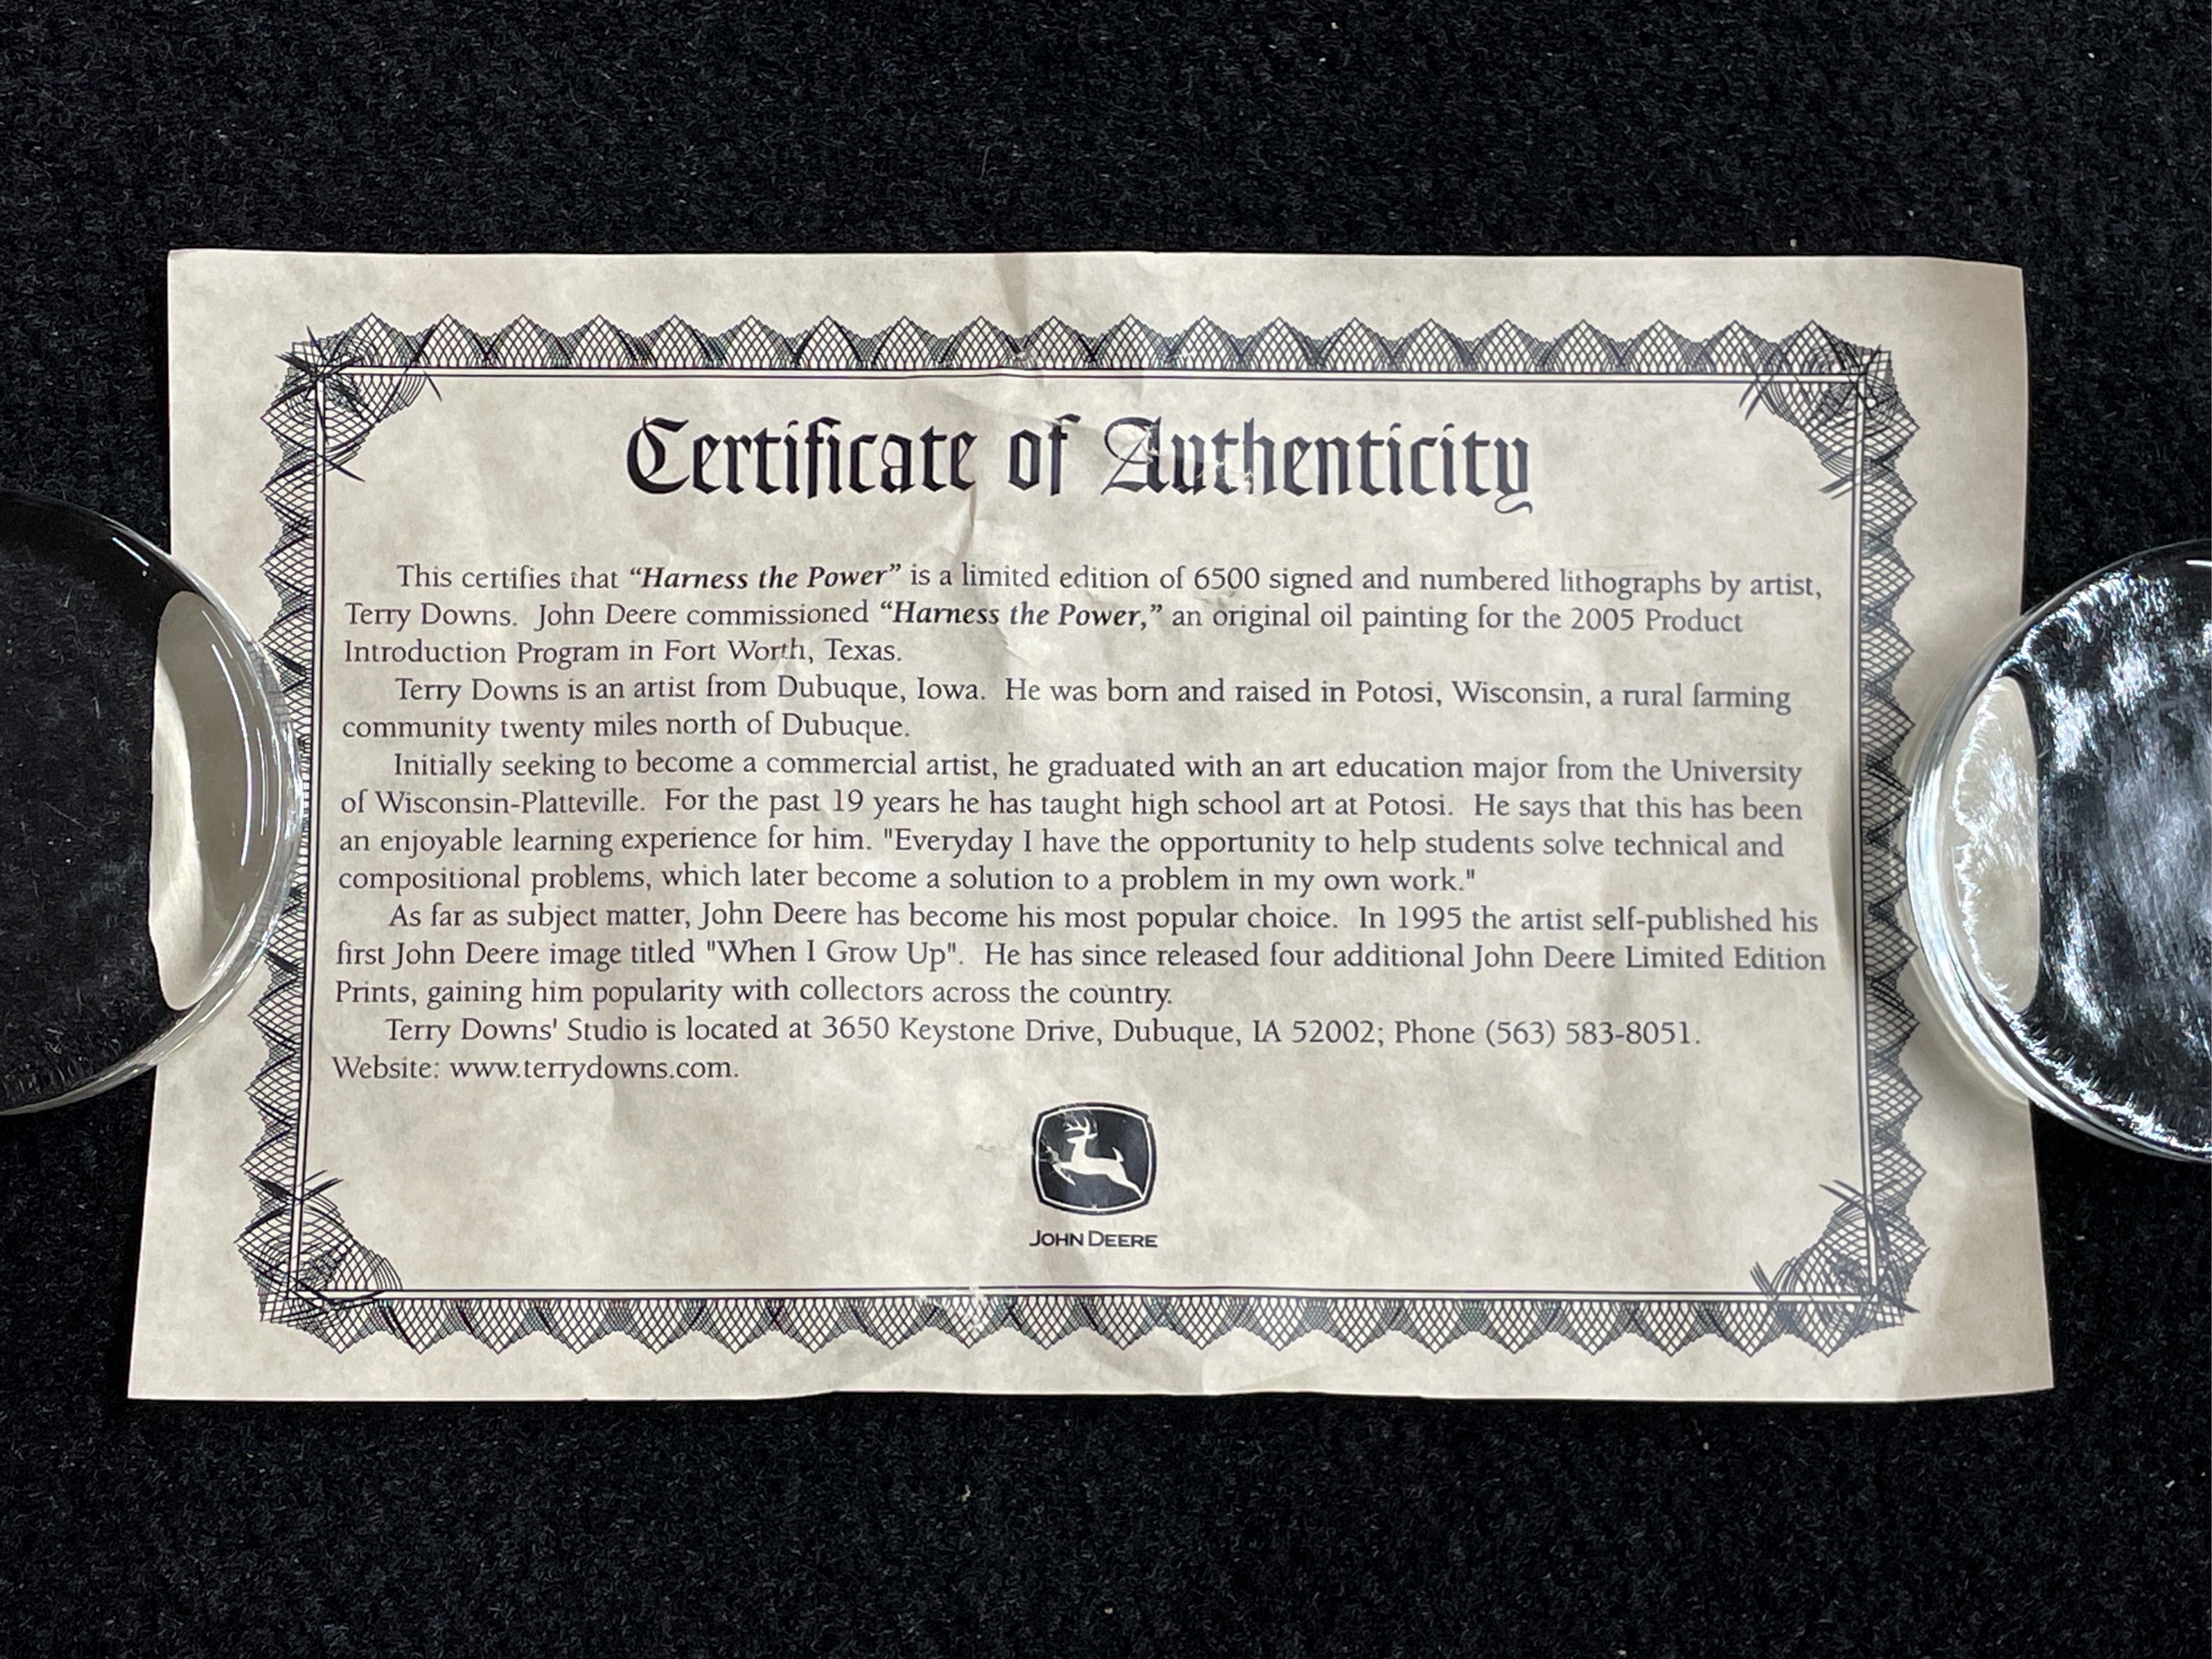 Certificate of Authenticity
This certifies that “Harness the Power” is a limited edition of 6500 signed and numbered lithographs by artist,
Terry Downs. John Deere commissioned “Harness the Power,” an original oil painting for the 2005 Product
Introduction Program in Fort Worth, Texas.
Terry Downs is an artist from Dubuque, Iowa. He was born and raised in Potosi, Wisconsin, a rural farming
community twenty miles north of Dubuque.
Initially seeking to become a commercial artist, he graduated with an art education major from the University
of Wisconsin-Platteville. For the past 19 years he has taught high school art at Potosi. He says that this has been
an enjoyable learning experience for him. "Everyday I have the opportunity to help students solve technical and
compositional problems, which later become a solution to a problem in my own work."
As far as subject matter, John Deere has become his most popular choice. In 1995 the artist self-published his
first John Deere image titled "When I Grow Up". He has since released four additional John Deere Limited Edition
Prints, gaining him popularity with collectors across the country.
Terry Downs' Studio is located at 3650 Keystone Drive, Dubuque, IA 52002; Phone (563) 583-8051.
Website: www.terrydowns.com.
JOHN DEERE